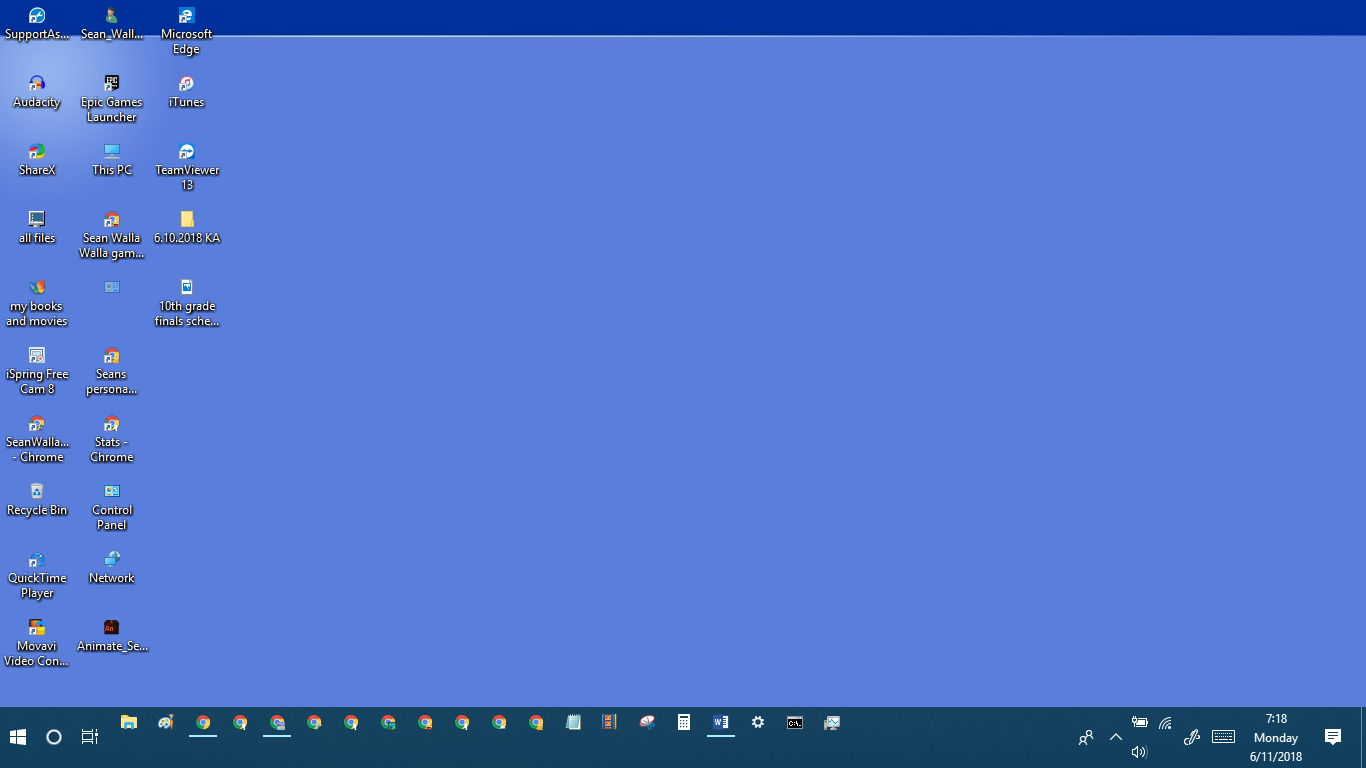 SupportAs...
Sean_Wall...
Microsoft
Edge
Audacity
EPIC
Epic Games
Launcher
iTunes
ShareX
This PC
TeamViewer
13
all files
Sean Walla
Walla gam...
6.10.2018 KA
my books
and movies
10th grade
finals sche...
iSpring Free
Cam 8
Seans
persona...
SeanWalla...
- Chrome
Stats -
Chrome
Recycle Bin
Control
Panel
QuickTime
Player
Network
Movavi
Video Con...
An
Animate_Se...
C:\.
7:18
Monday
6/11/2018